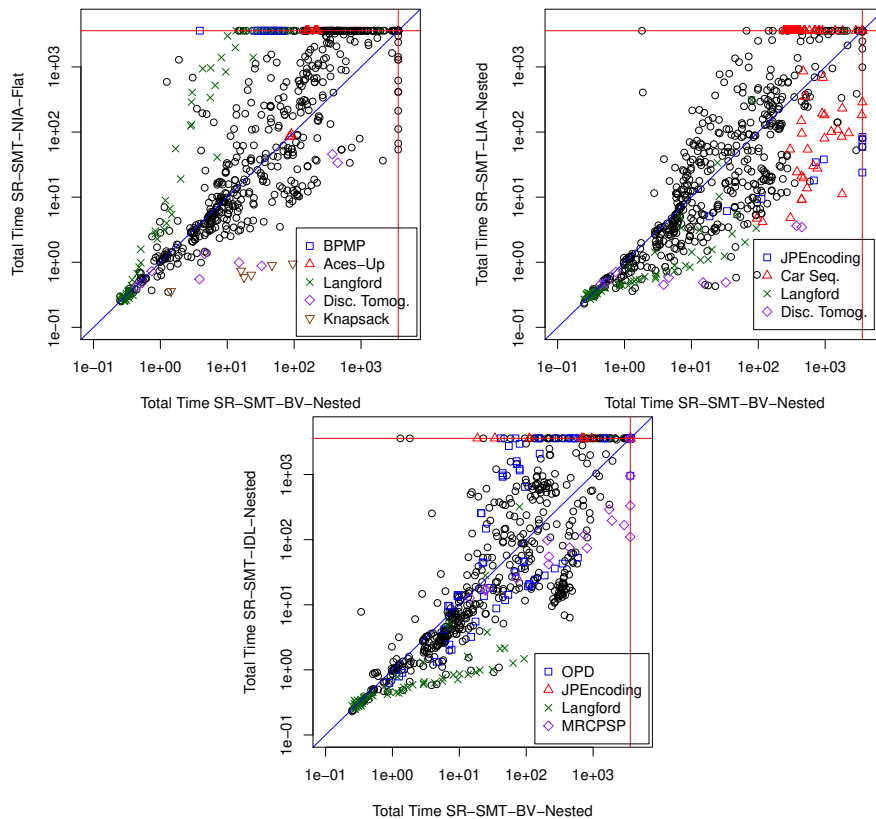 Total Time SR−SMT−NIA−Flat
1e+03
1e+02
1e+01
1e+00
1e−01
BPMP
Aces−Up
Langford
Disc. Tomog.
Knapsack
1e−01 1e+00 1e+01 1e+02 1e+03
Total Time SR−SMT−BV−Nested
Total Time SR−SMT−LIA−Nested
1e+03
1e+02
1e+01
1e+00
1e−01
JPEncoding
Car Seq.
Langford
Disc. Tomog.
1e−01 1e+00 1e+01 1e+02 1e+03
Total Time SR−SMT−BV−Nested
Total Time SR−SMT−IDL−Nested
1e+03
1e+02
1e+01
1e+00
1e−01
OPD
JPEncoding
Langford
MRCPSP
1e−01 1e+00 1e+01 1e+02 1e+03
Total Time SR−SMT−BV−Nested